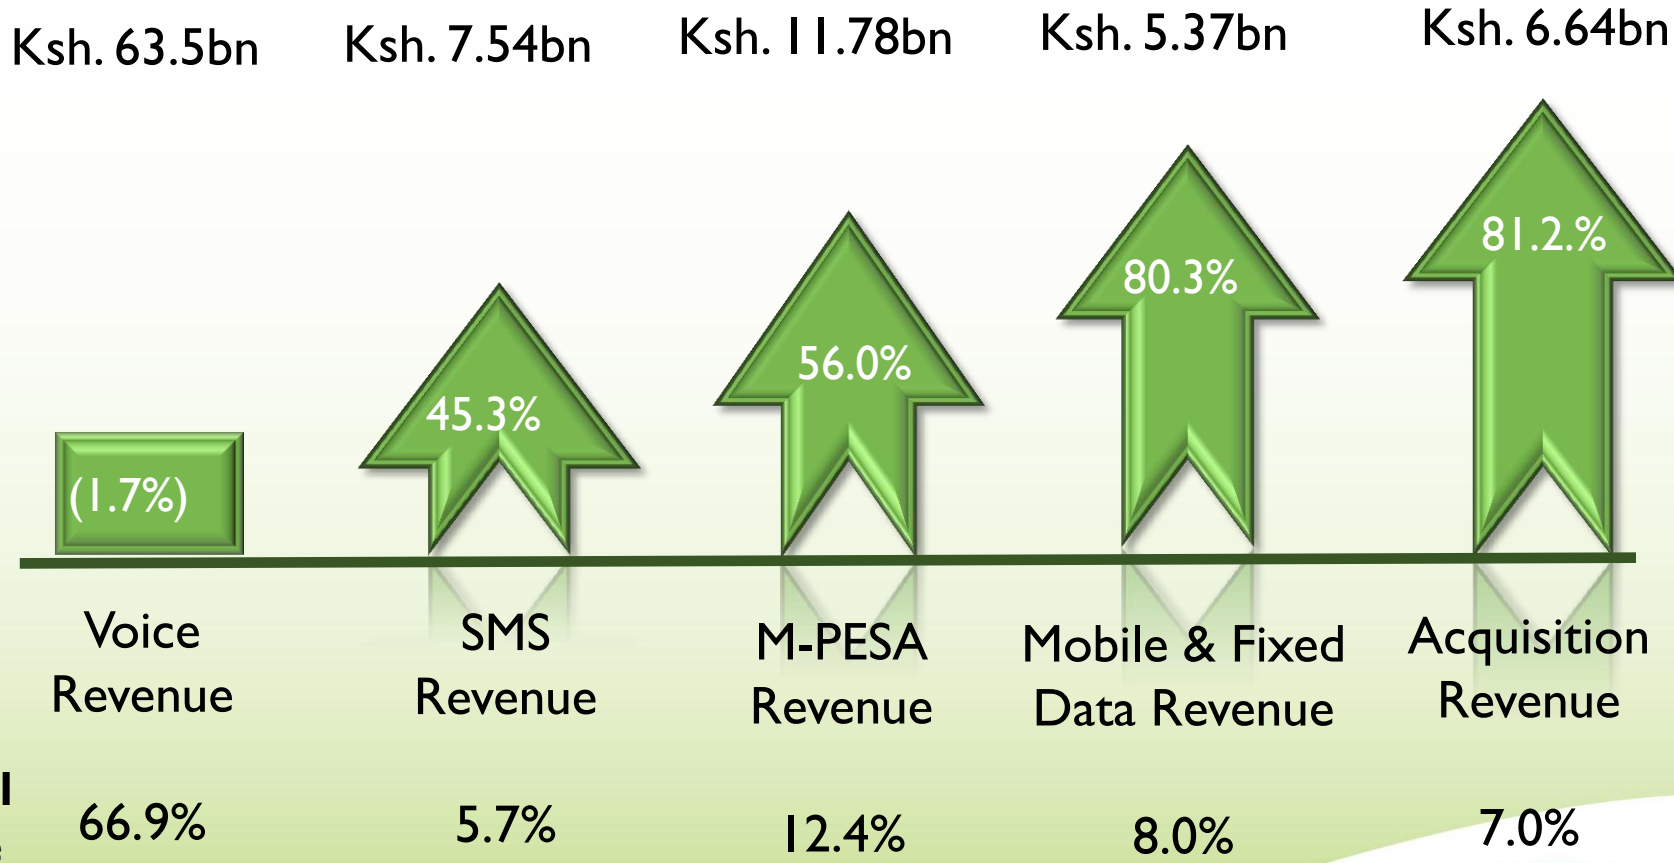 Ksh. 63.5bn
Ksh. 7.54bn
Ksh. 11.78bn
Ksh. 5.37bn
Ksh. 6.64bn
(1.7%)
45.3%
56.0%
80.3%
81.2.%
Voice
Revenue
SMS
Revenue
M-PESA
Revenue
Mobile & Fixed
Data Revenue
Acquisition
Revenue
66.9%
5.7%
12.4%
8.0%
7.0%